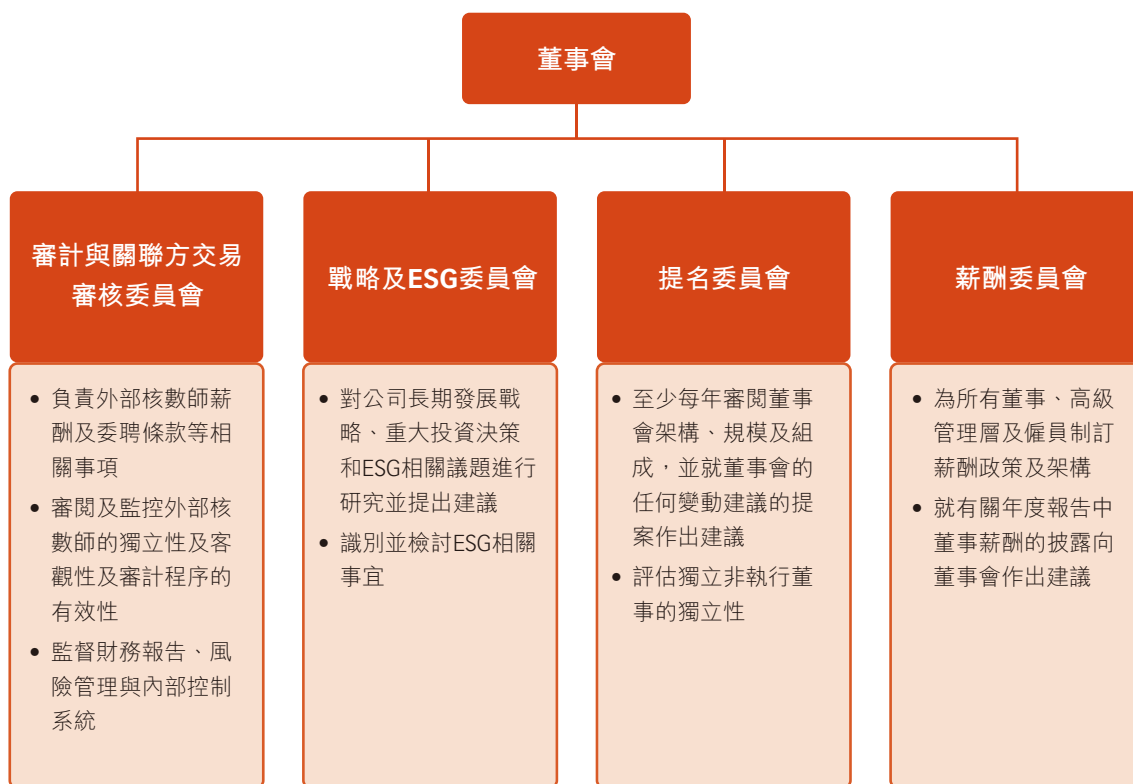 董事會
審計與關聯方交易
審核委員會
• 負責外部核數師薪
酬及委聘條款等相
關事項
• 審閱及監控外部核
數師的獨立性及客
觀性及審計程序的
有效性
• 監督財務報告、風
險管理與內部控制
系統
戰略及ESG委員會
• 對公司長期發展戰
略、重大投資決策
和ESG相關議題進行
研究並提出建議
• 識別並檢討ESG相關
事宜
提名委員會
• 至少每年審閱董事
會架構、規模及組
成，並就董事會的
任何變動建議的提
案作出建議
• 評估獨立非執行董
事的獨立性
薪酬委員會
• 為所有董事、高級
管理層及僱員制訂
薪酬政策及架構
• 就有關年度報告中
董事薪酬的披露向
董事會作出建議